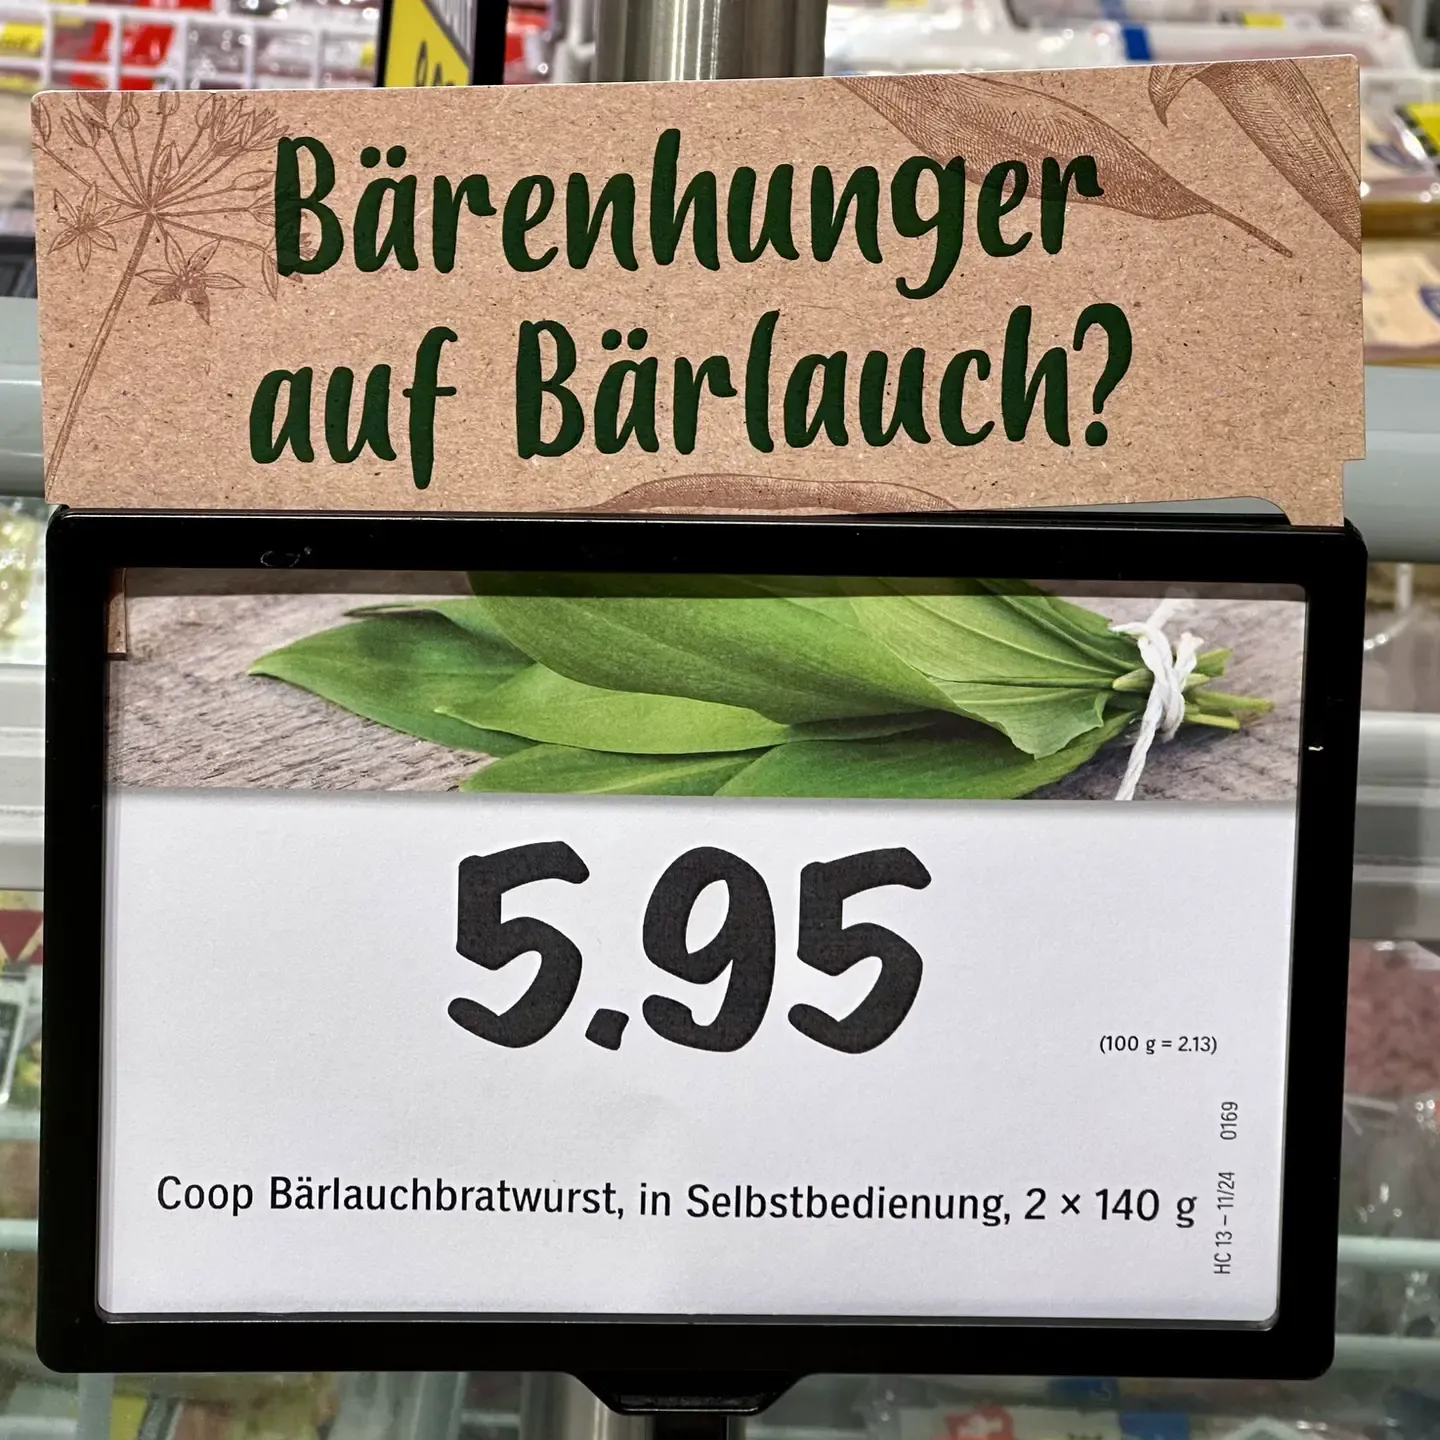 Bärenhunger
auf Bärlauch?
5.95
(100 g = 2.13)
Coop Bärlauchbratwurst, in Selbstbedienung, 2 × 140 g
HC 13 – 11/24 0169